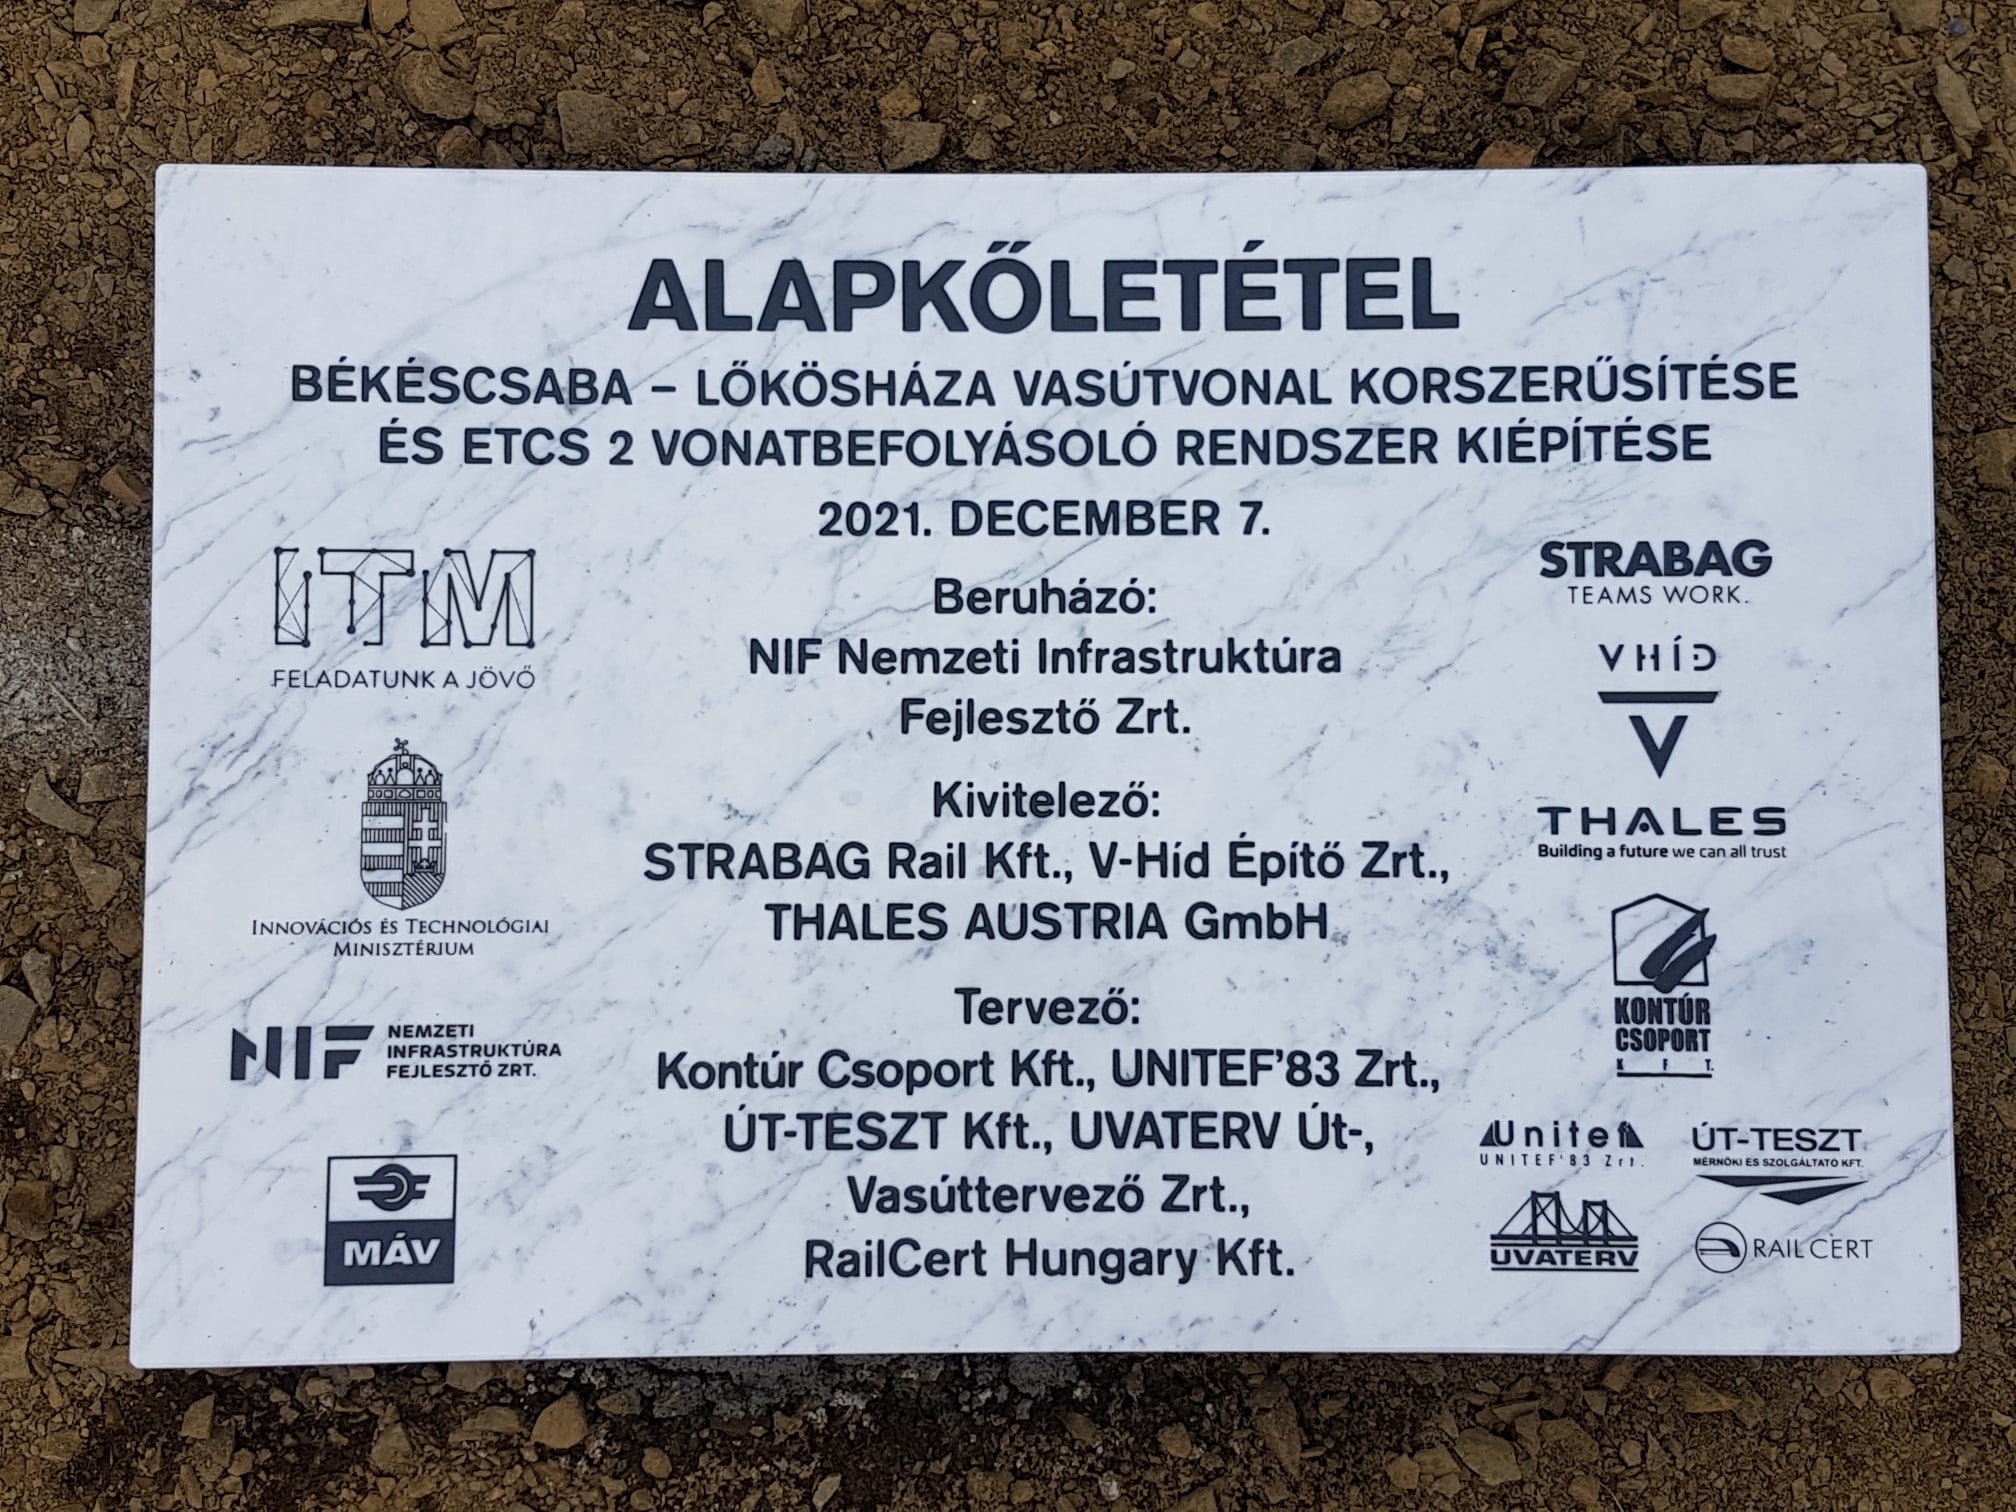 ALAPKŐLETÉTEL
BÉKÉSCSABA – LŐKÖSHÁZA VASÚTVONAL KORSZERŰSÍTÉSE
ÉS ETCS 2 VONATBEFOLYÁSOLÓ RENDSZER KIÉPÍTÉSE
2021. DECEMBER 7.
ITM
FELADATUNK A JÖVŐ
INNOVÁCIÓS ÉS TECHNOLÓGIAI
MINISZTÉRIUM
NIF NEMZETI
INFRASTRUKTÚRA
FEJLESZTŐ ZRT.
MÁV
Beruházó:
NIF Nemzeti Infrastruktúra
Fejlesztő Zrt.
Kivitelező:
STRABAG Rail Kft., V-Híd Építő Zrt.,
THALES AUSTRIA GmbH
Tervező:
Kontúr Csoport Kft., UNITEF'83 Zrt.,
ÚT-TESZT Kft., UVATERV Út-,
Vasúttervező Zrt.,
RailCert Hungary Kft.
STRABAG
TEAMS WORK.
VHÍD
V
THALES
Building a future we can all trust
KONTÚR
CSOPORT
KFT.
Unitef
UNITEF'83 Zrt.
ÚT-TESZT
MÉRNÖKI ÉS SZOLGÁLTATÓ KFT.
UVATERV
RAILCERT